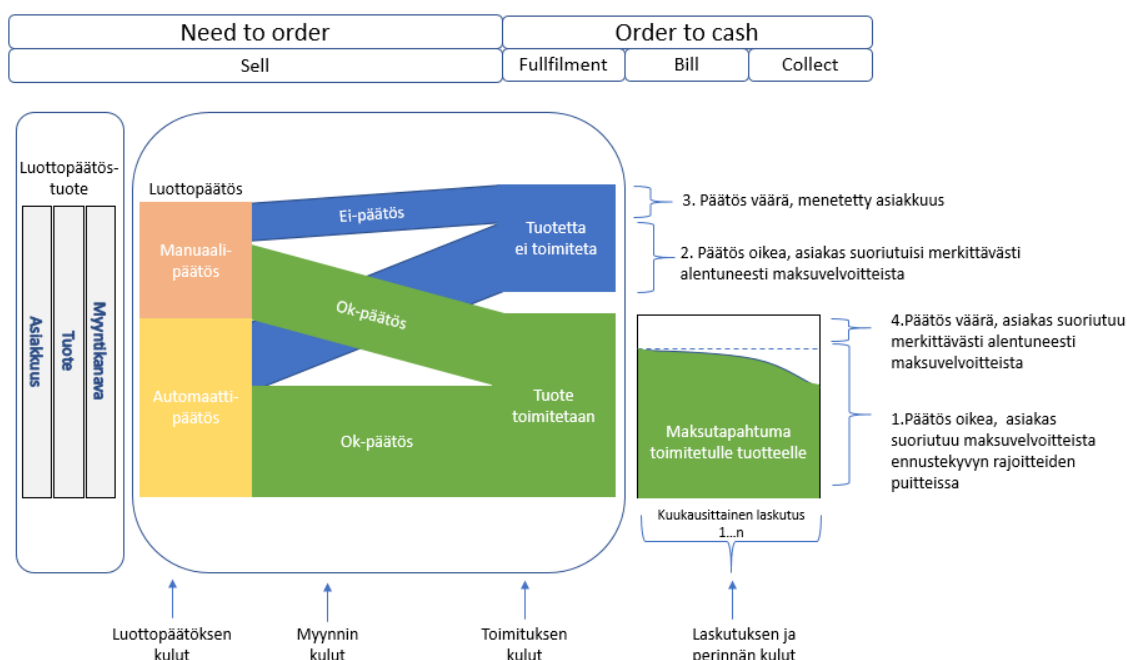 Need to order
Order to cash
Sell
Fullfilment
Bill
Collect
Luottopäätös-
tuote
Asiakkuus
Tuote
Myyntikanava
Luottopäätös
Manuaali-
päätös
Automaatti-
päätös
Ei-päätös
Ok-päätös
Ok-päätös
Tuotetta
ei toimiteta
Tuote
toimitetaan
3. Päätös väärä, menetetty asiakkuus
2. Päätös oikea, asiakas suoriutuisi merkittävästi
alentuneesti maksuvelvoitteista
4.Päätös väärä, asiakas suoriutuu
merkittävästi alentuneesti
maksuvelvoitteista
1.Päätös oikea, asiakas
suoriutuu maksuvelvoitteista
ennustekyvyn rajoitteiden
puitteissa
Maksutapahtuma
toimitetulle tuotteelle
Kuukausittainen laskutus
1...n
Luottopäätöksen
kulut
Myynnin
kulut
Toimituksen
kulut
Laskutuksen ja
perinnän kulut